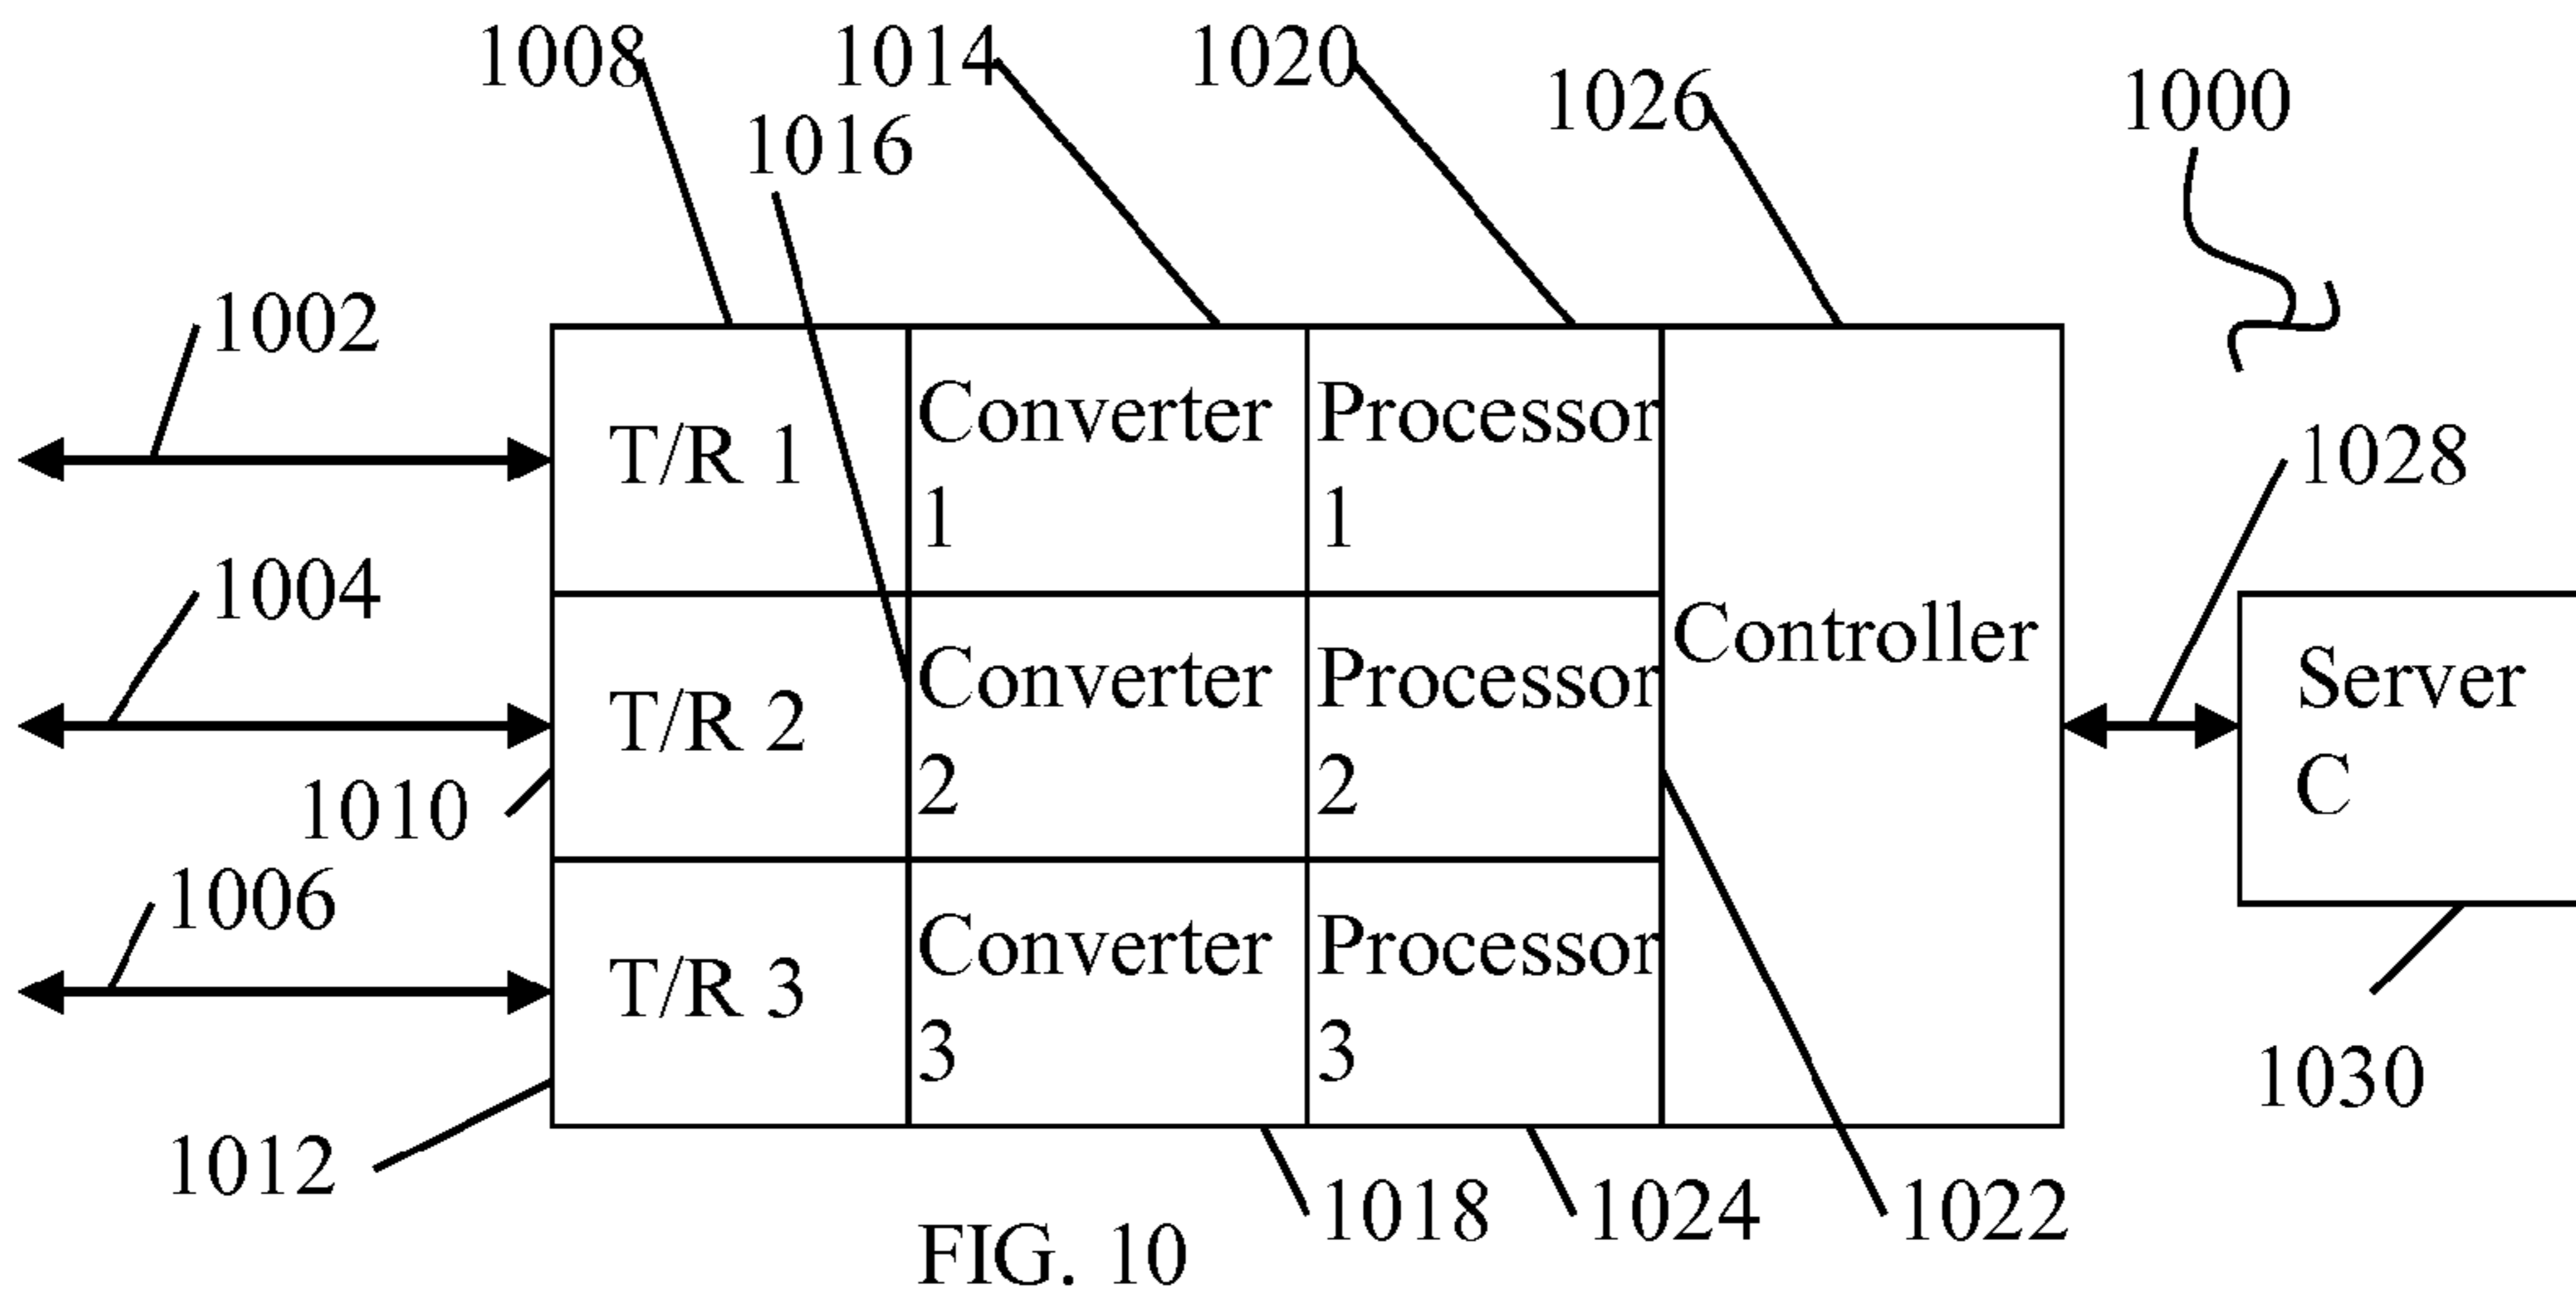 1008
1014
1020
1026
1000
1016
1002
1028
T/R 1
Converter
1
Processor
1
1004
Controller
T/R 2
Converter
2
Processor
2
Server
C
1010
1006
T/R 3
Converter
3
Processor
3
1030
1012
1018
1024
1022
FIG. 10